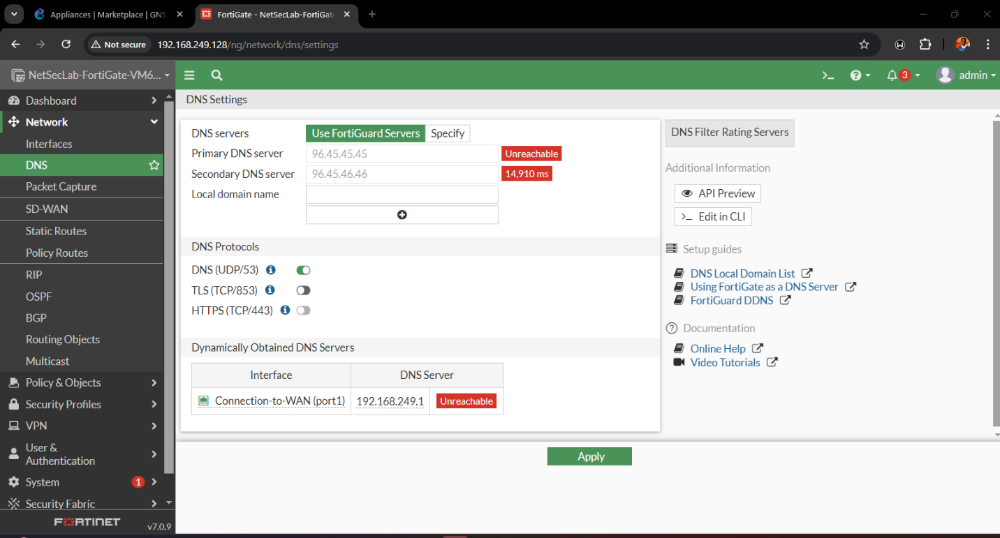 Appliances | Marketplace | GNS
FortiGate - NetSecLab-FortiGate
Not secure 192.168.249.128/ng/network/dns/settings
NetSecLab-FortiGate-VM6...
3 admin
Dashboard
Network
Interfaces
DNS
Packet Capture
SD-WAN
Static Routes
Policy Routes
RIP
OSPF
BGP
Routing Objects
Multicast
Policy & Objects
Security Profiles
VPN
User &
Authentication
System 1
Security Fabric
FORTINET v7.0.9
DNS Settings
DNS servers Use FortiGuard Servers Specify
Primary DNS server 96.45.45.45 Unreachable
Secondary DNS server 96.45.46.46 14,910 ms
Local domain name
DNS Protocols
DNS (UDP/53)
TLS (TCP/853)
HTTPS (TCP/443)
Dynamically Obtained DNS Servers
Interface DNS Server
Connection-to-WAN (port1) 192.168.249.1 Unreachable
Apply
DNS Filter Rating Servers
Additional Information
API Preview
>_ Edit in CLI
Setup guides
DNS Local Domain List
Using FortiGate as a DNS Server
FortiGuard DDNS
Documentation
Online Help
Video Tutorials